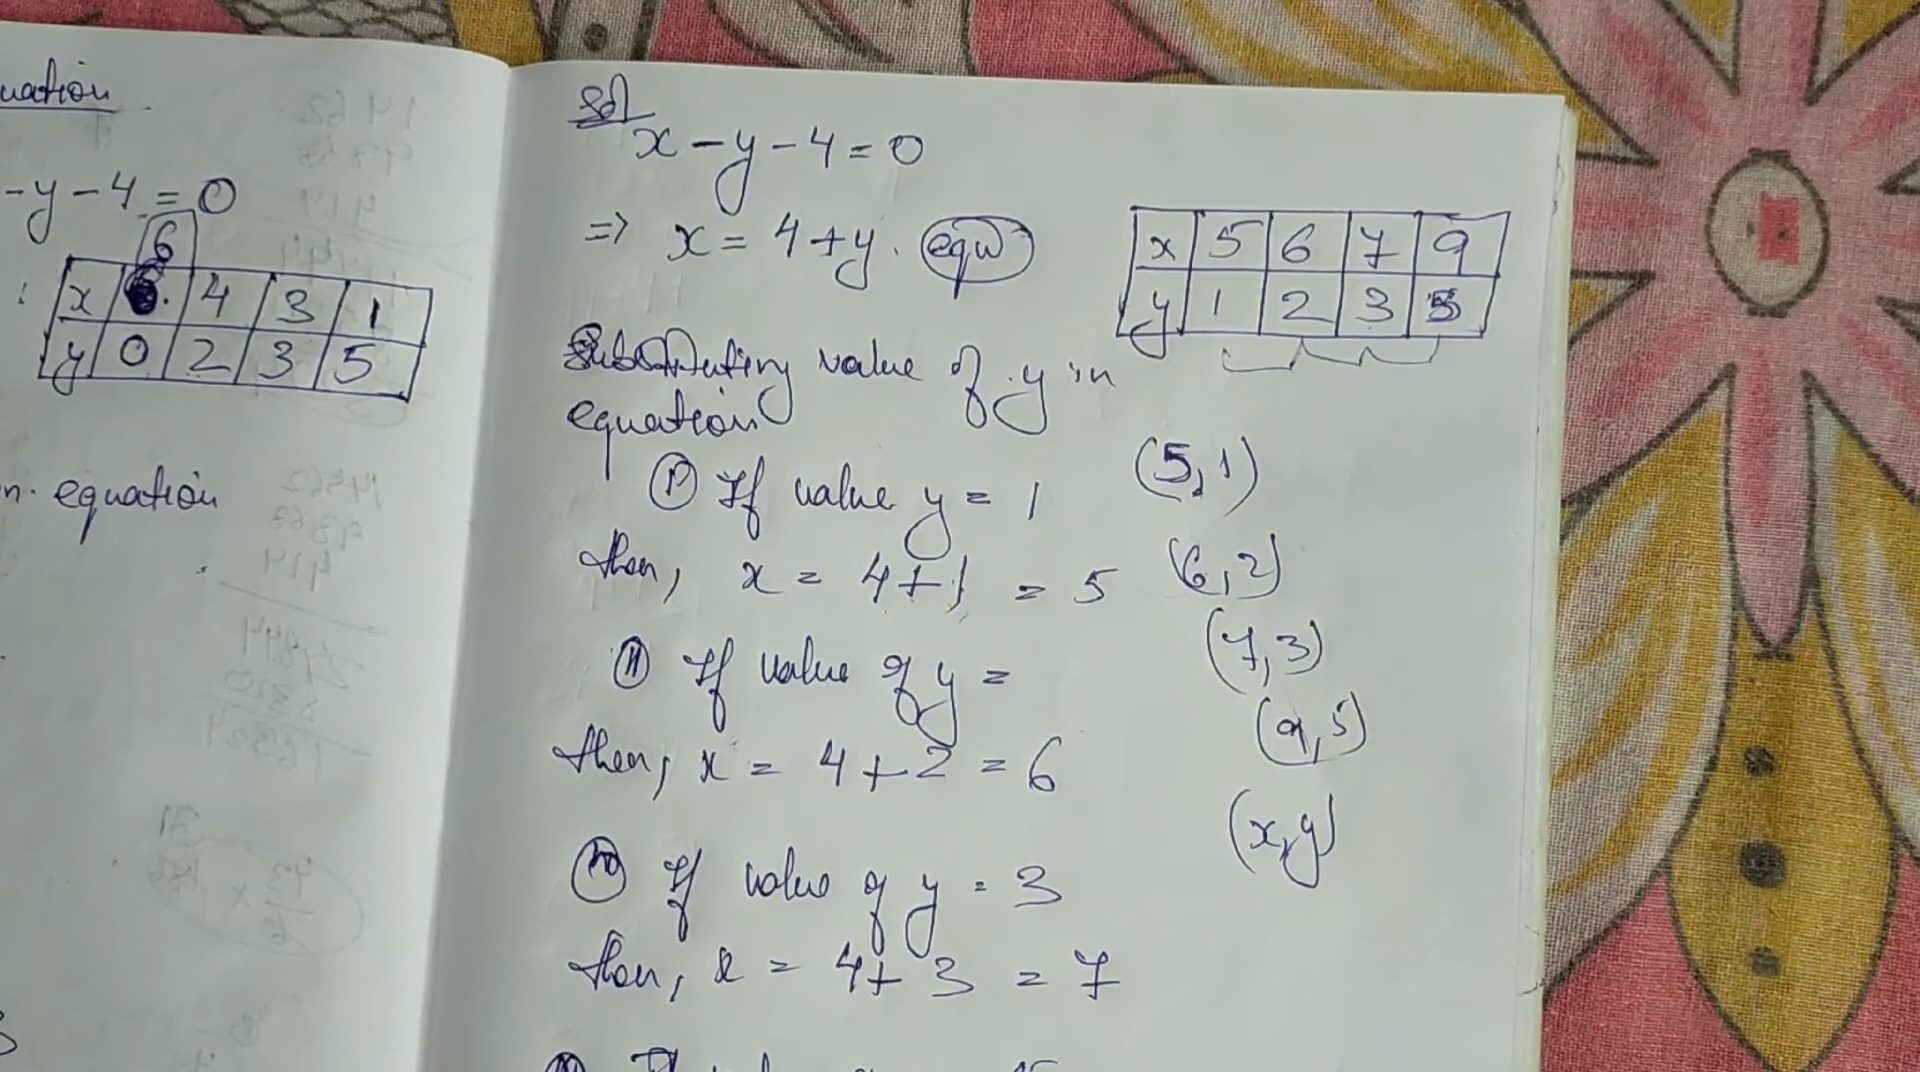 uation
-y-4=0
6
x 4 3 1
y 0 2 3 5
n. equation
Sol
x-y-4=0
=> x = 4+y. equ
x 5 6 7 9
y 1 2 3 5
Substituting value of y in
equation
(i) If value y = 1
then, x = 4+1 = 5
(ii) If value of y =
then, x = 4+2 = 6
(iii) If value of y = 3
then, x = 4+3 = 7
(5,1)
(6,2)
(7,3)
(9,5)
(x,y)